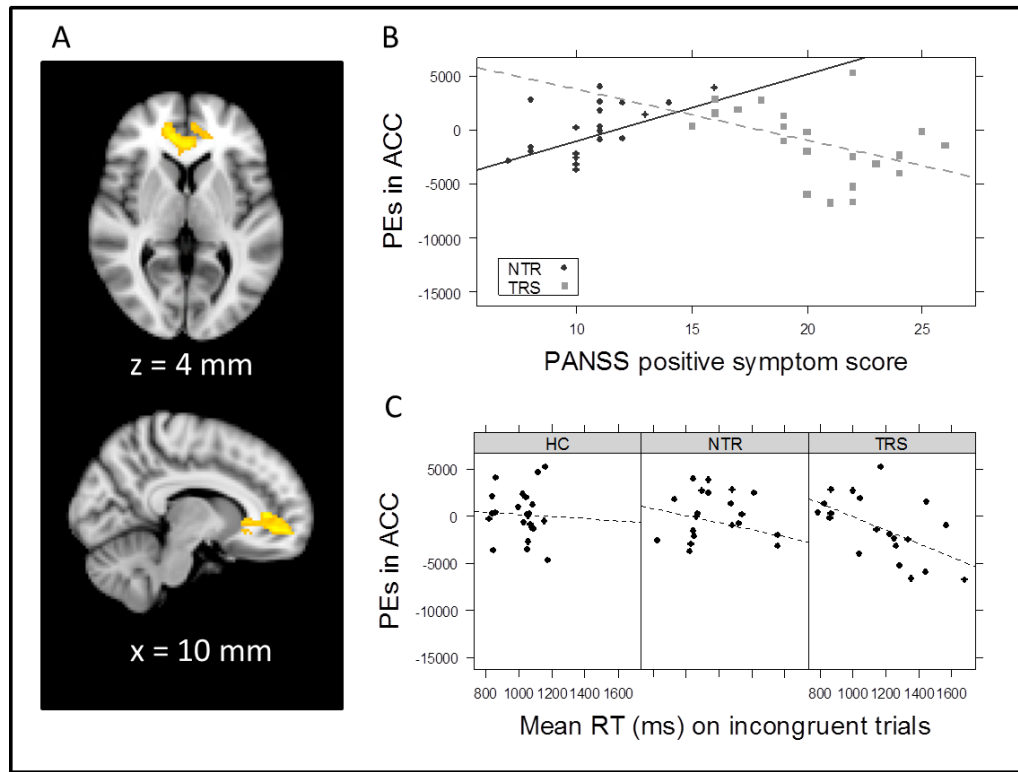 A
z = 4 mm
x = 10 mm
B
PEs in ACC
5000
0
-5000
-10000
-15000
NTR
TRS
10 15 20 25
PANSS positive symptom score
C
HC NTR TRS
PEs in ACC
5000
0
-5000
-10000
-15000
800 1000 1200 1400 1600 800 1000 1200 1400 1600
Mean RT (ms) on incongruent trials